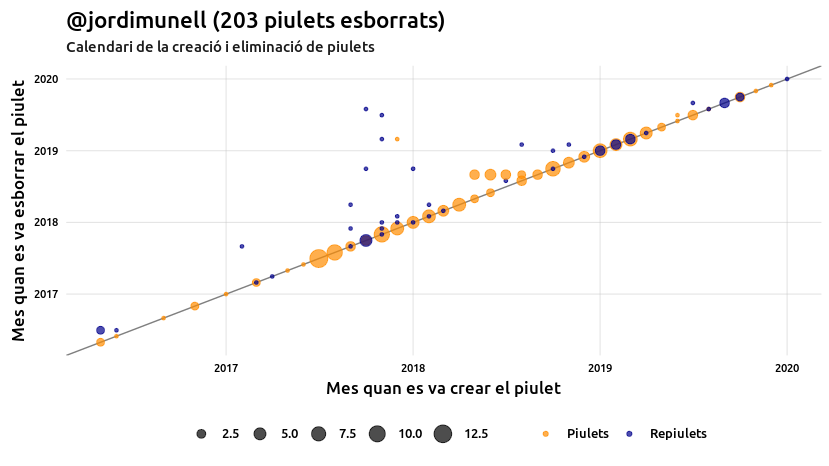 @jordimunell (203 piulets esborrats)
Calendari de la creació i eliminació de piulets
Mes quan es va esborrar el piulet
2020
2019
2018
2017
2017 2018 2019 2020
Mes quan es va crear el piulet
2.5 5.0 7.5 10.0 12.5 Piulets Repiulets